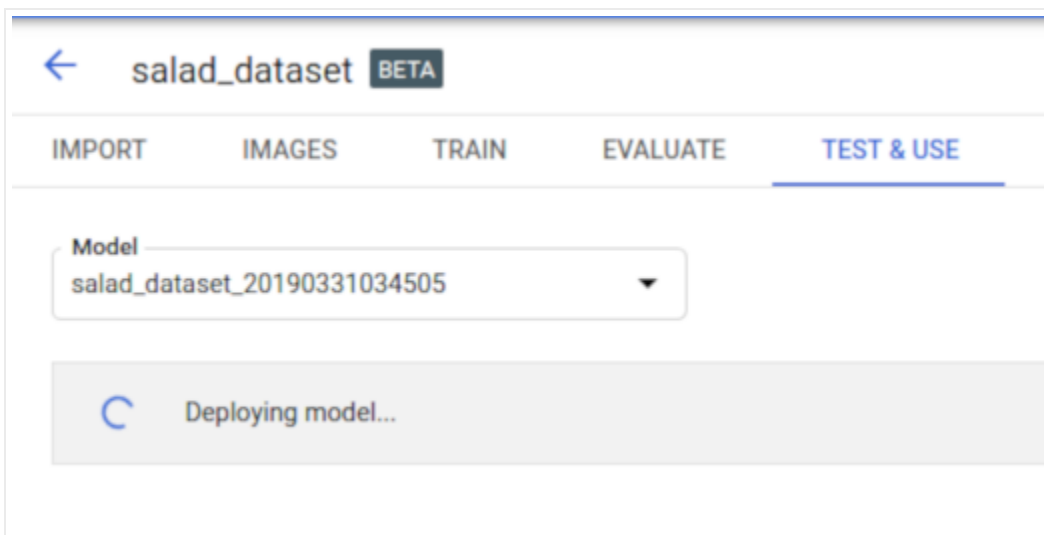 salad_dataset BETA
IMPORT IMAGES TRAIN EVALUATE TEST & USE
Model
salad_dataset_20190331034505
Deploying model...